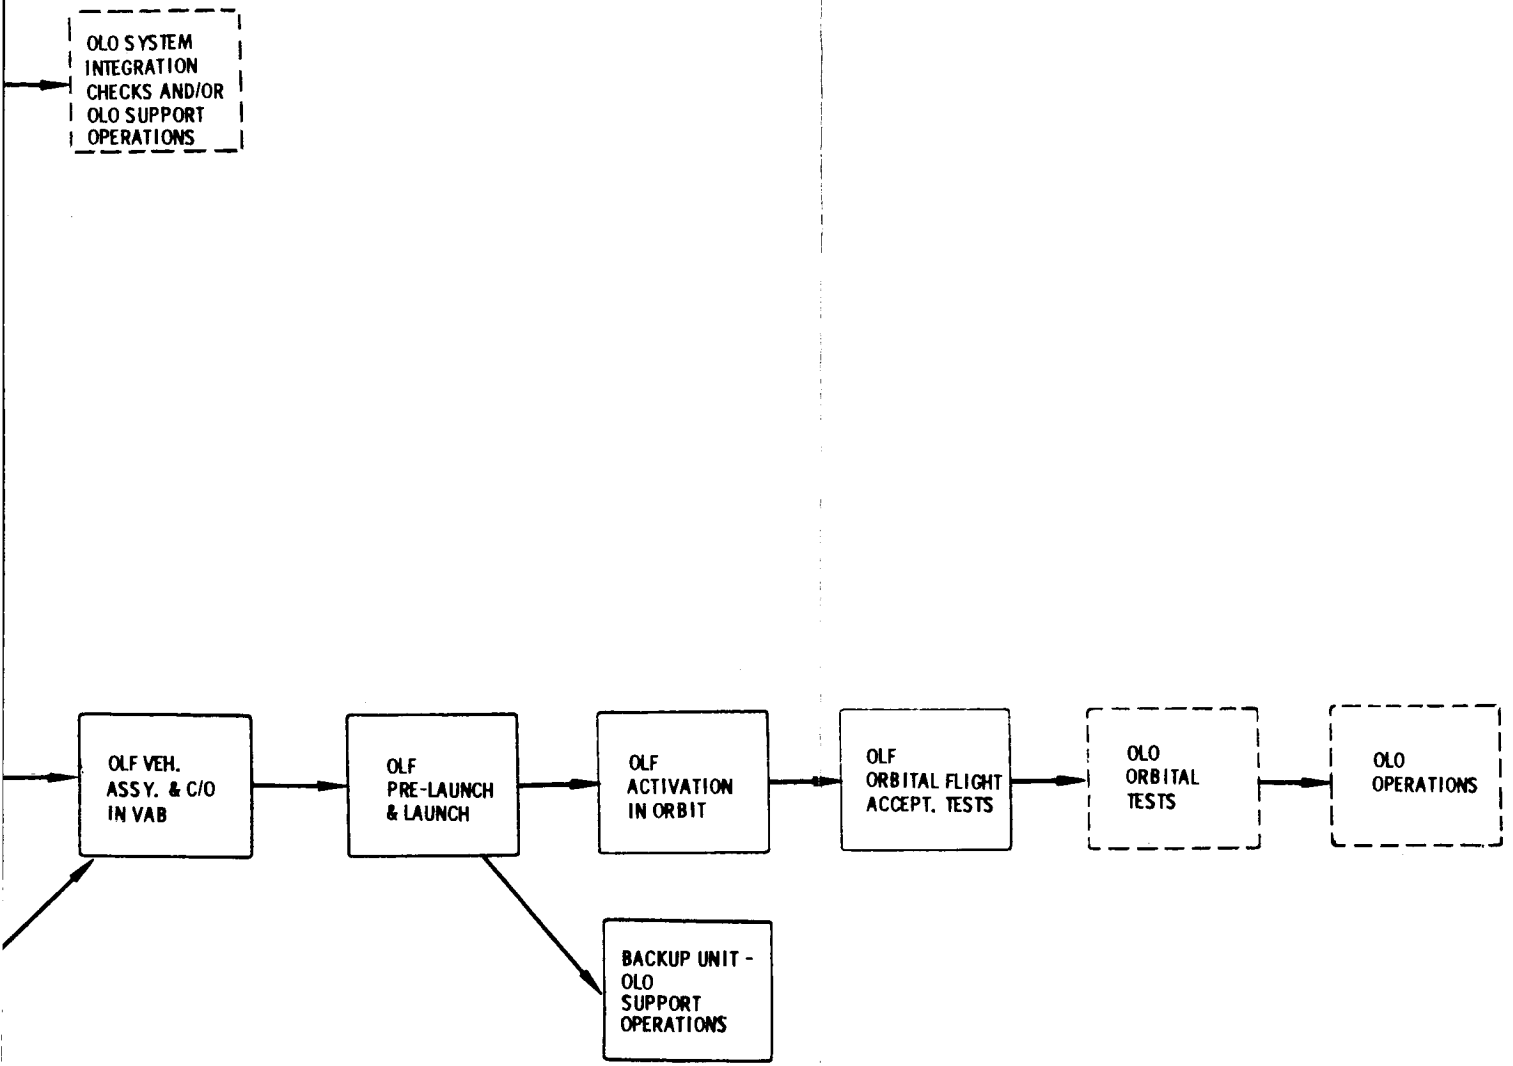 OLO SYSTEM
INTEGRATION
CHECKS AND/OR
OLO SUPPORT
OPERATIONS
OLF VEH.
ASSY. & C/O
IN VAB
OLF
PRE-LAUNCH
& LAUNCH
OLF
ACTIVATION
IN ORBIT
OLF
ORBITAL FLIGHT
ACCEPT. TESTS
OLO
ORBITAL
TESTS
OLO
OPERATIONS
BACKUP UNIT -
OLO
SUPPORT
OPERATIONS